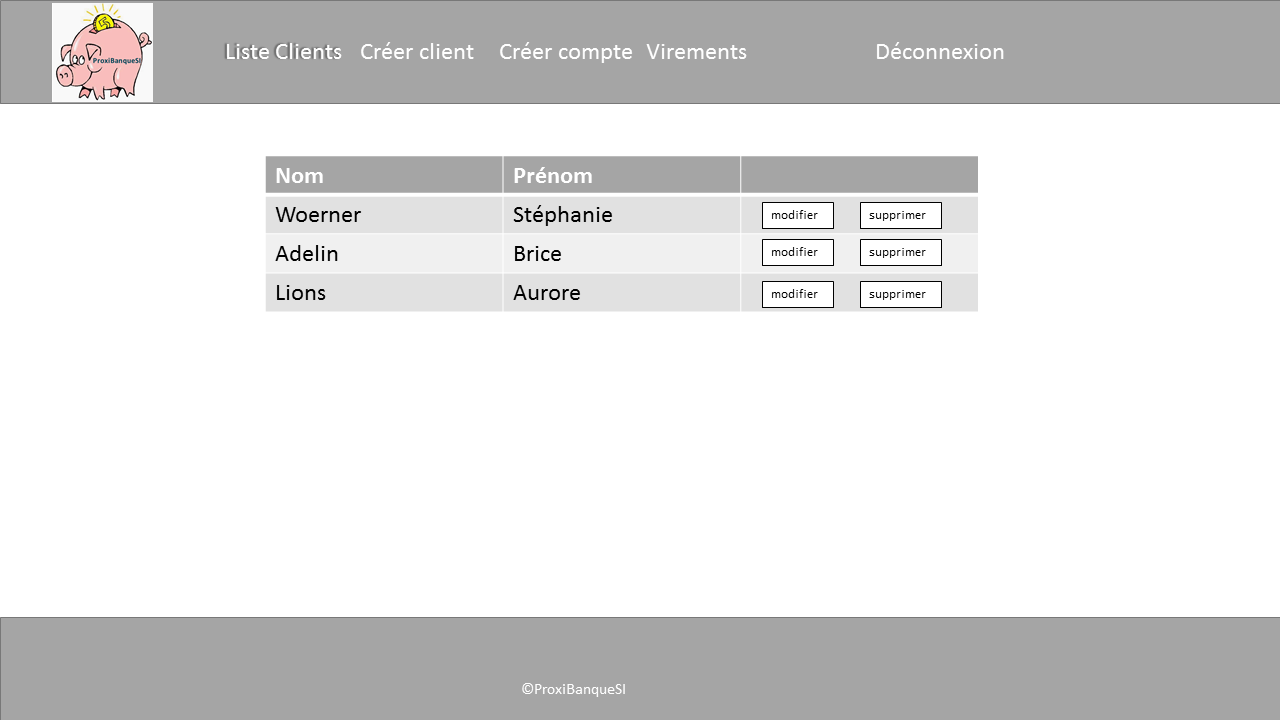 ProxiBanqueSI
Liste Clients Créer client Créer compte Virements Déconnexion
Nom Prénom
Woerner Stéphanie modifier supprimer
Adelin Brice modifier supprimer
Lions Aurore modifier supprimer
©ProxiBanqueSI